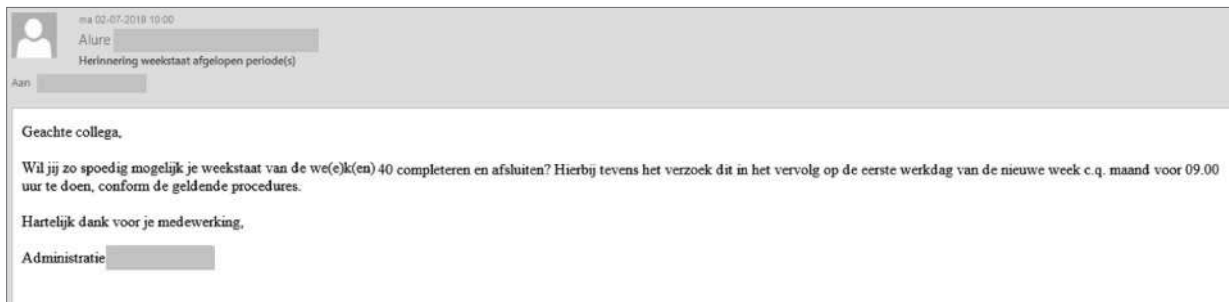 ma 02-07-2018 10:00
Alure
Herinnering weekstaat afgelopen periode(s)
Aan
Geachte collega,
Wil jij zo spoedig mogelijk je weekstaat van de we(e)k(en) 40 completeren en afsluiten? Hierbij tevens het verzoek dit in het vervolg op de eerste werkdag van de nieuwe week c.q. maand voor 09.00
uur te doen, conform de geldende procedures.
Hartelijk dank voor je medewerking,
Administratie